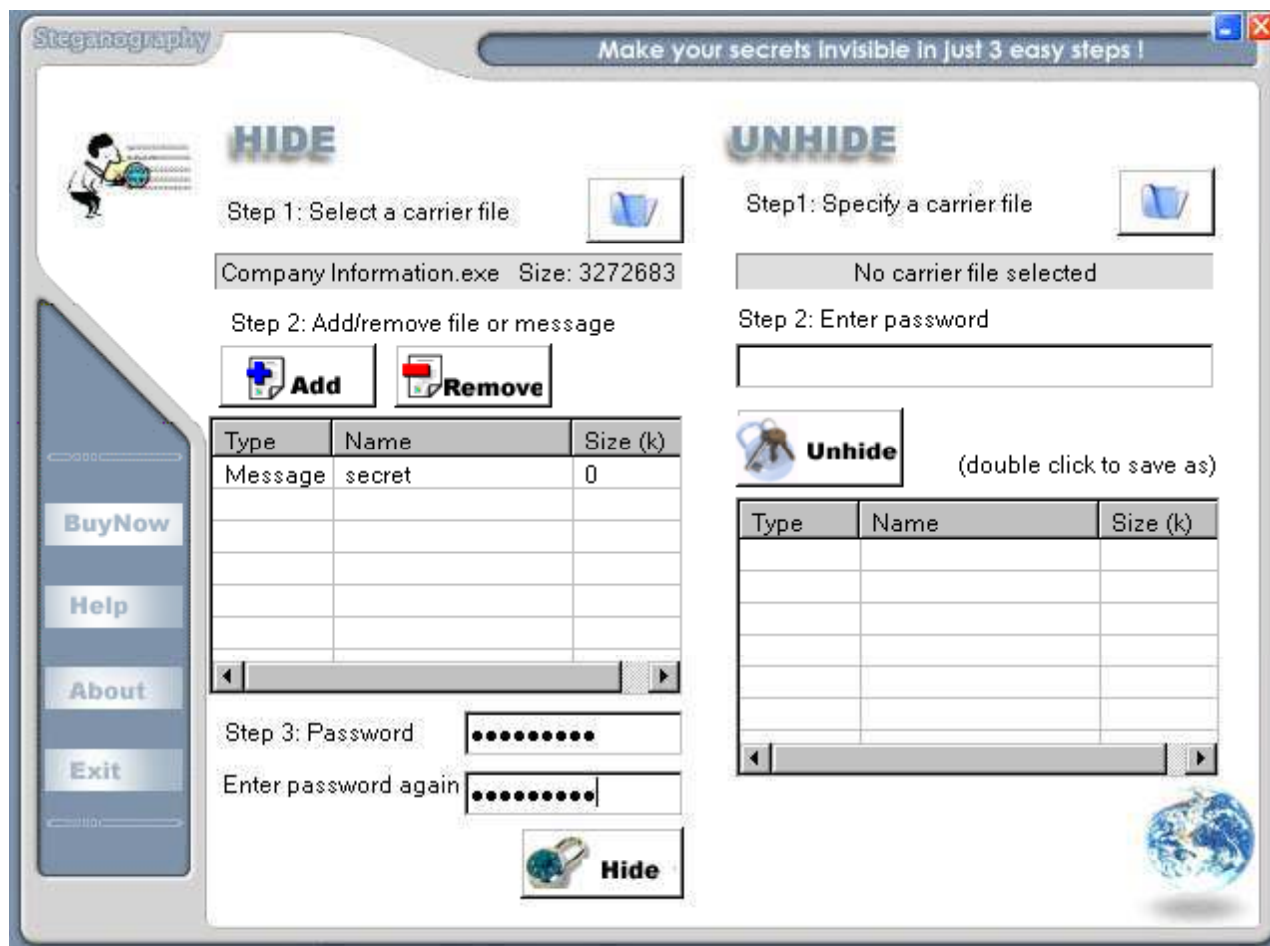 Steganography
Make your secrets invisible in just 3 easy steps !
HIDE
Step 1: Select a carrier file
Company Information.exe Size: 3272683
Step 2: Add/remove file or message
Add
Remove
Type Name Size (k)
Message secret 0
Step 3: Password
Enter password again
Hide
UNHIDE
Step1: Specify a carrier file
No carrier file selected
Step 2: Enter password
Unhide
(double click to save as)
Type Name Size (k)
BuyNow
Help
About
Exit